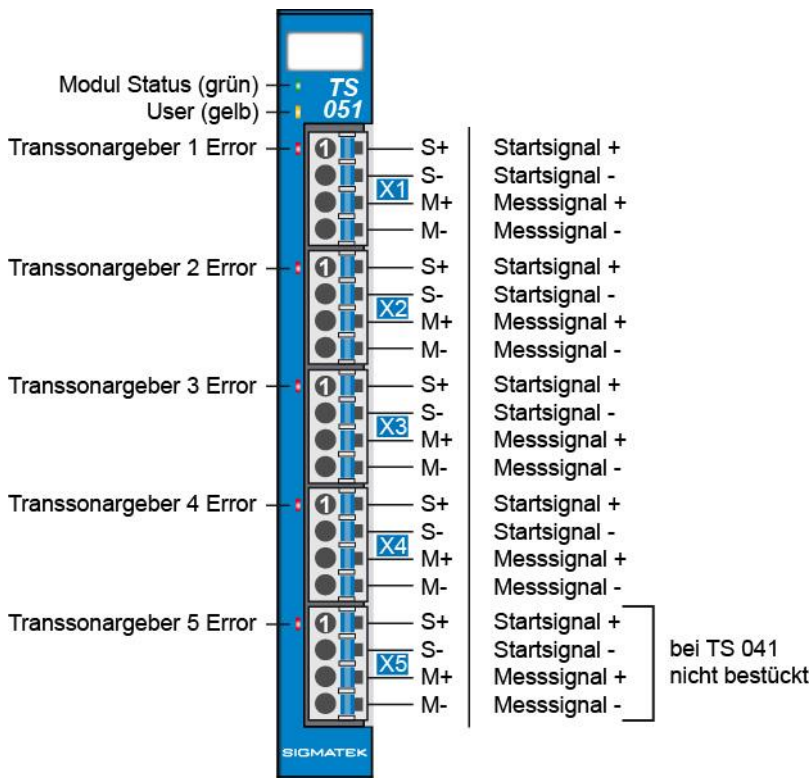 Modul Status (grün)
TS
User (gelb)
051
Transsonargeber 1 Error
1
S+
Startsignal +
S-
Startsignal -
X1
M+
Messsignal +
M-
Messsignal -
Transsonargeber 2 Error
1
S+
Startsignal +
S-
Startsignal -
X2
M+
Messsignal +
M-
Messsignal -
Transsonargeber 3 Error
1
S+
Startsignal +
S-
Startsignal -
X3
M+
Messsignal +
M-
Messsignal -
Transsonargeber 4 Error
1
S+
Startsignal +
S-
Startsignal -
X4
M+
Messsignal +
M-
Messsignal -
Transsonargeber 5 Error
1
S+
Startsignal +
S-
Startsignal -
X5
M+
Messsignal +
M-
Messsignal -
bei TS 041
nicht bestückt
SIGMATEK